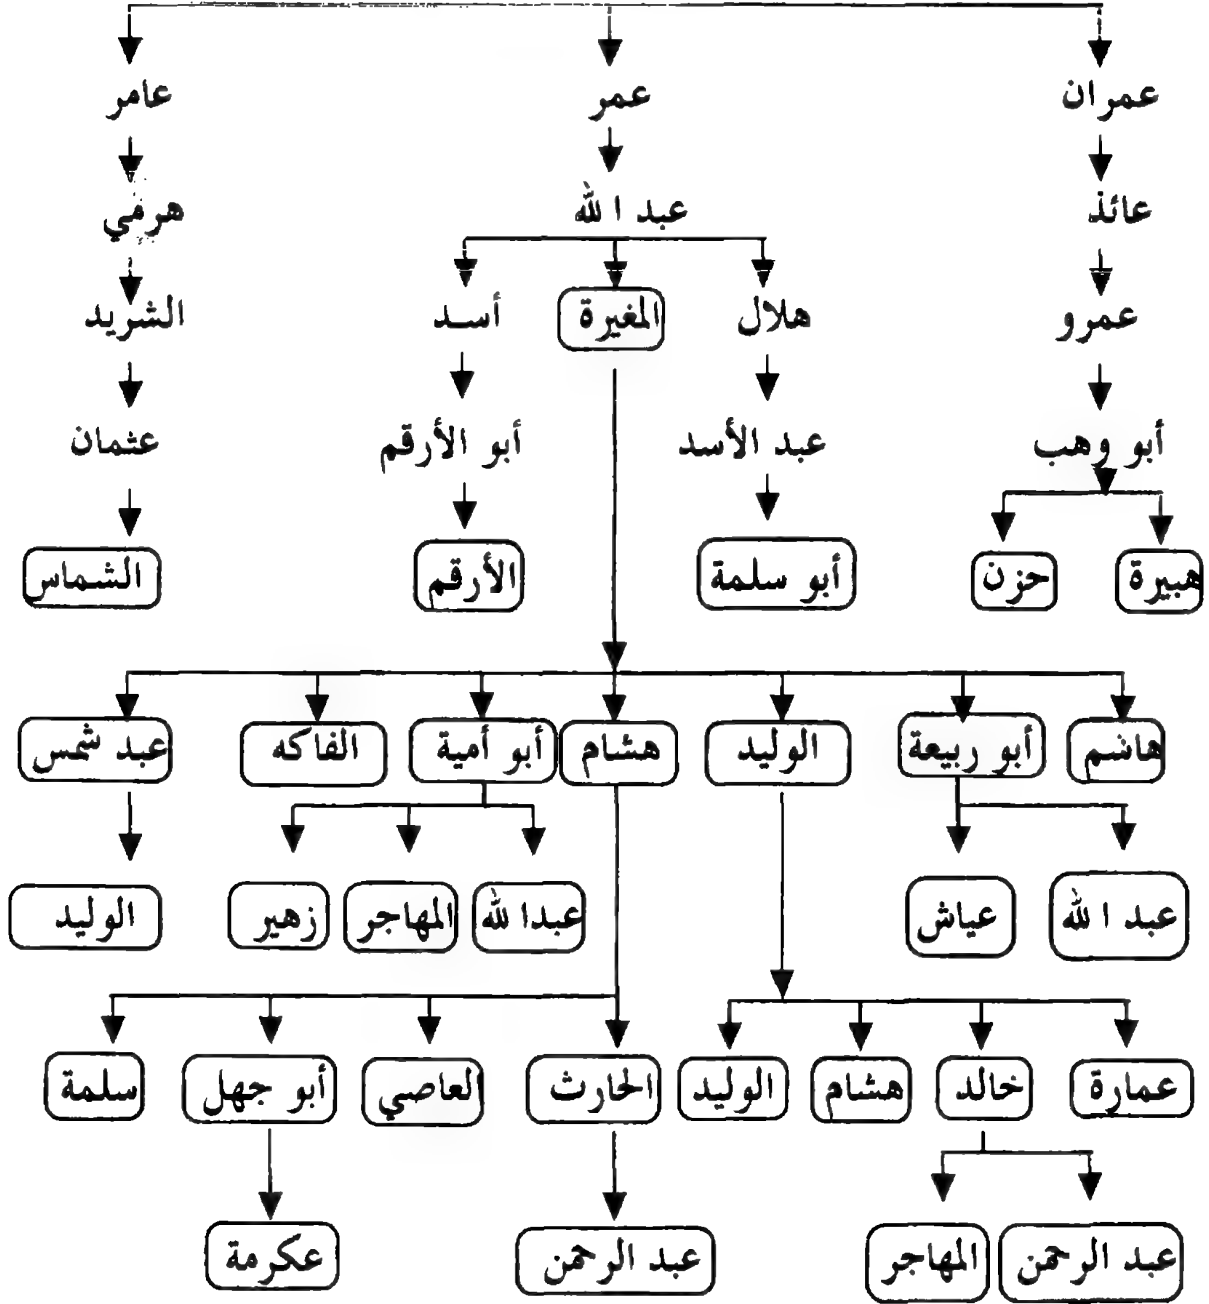 عمران عمر عامر
عائذ عبد الله هرمي
عمرو هلال المغيرة أسد الشريد
أبو وهب عبد الأسد أبو الأرقم عثمان
هبيرة حزن أبو سلمة الأرقم الشماس
هاشم أبو ربيعة الوليد هشام أبو أمية الفاكه عبد شمس
عبد الله عياش عبدالله المهاجر زهير الوليد
عمارة خالد هشام الوليد الحارث العاصي أبو جهل سلمة
عبد الرحمن المهاجر عبد الرحمن عكرمة